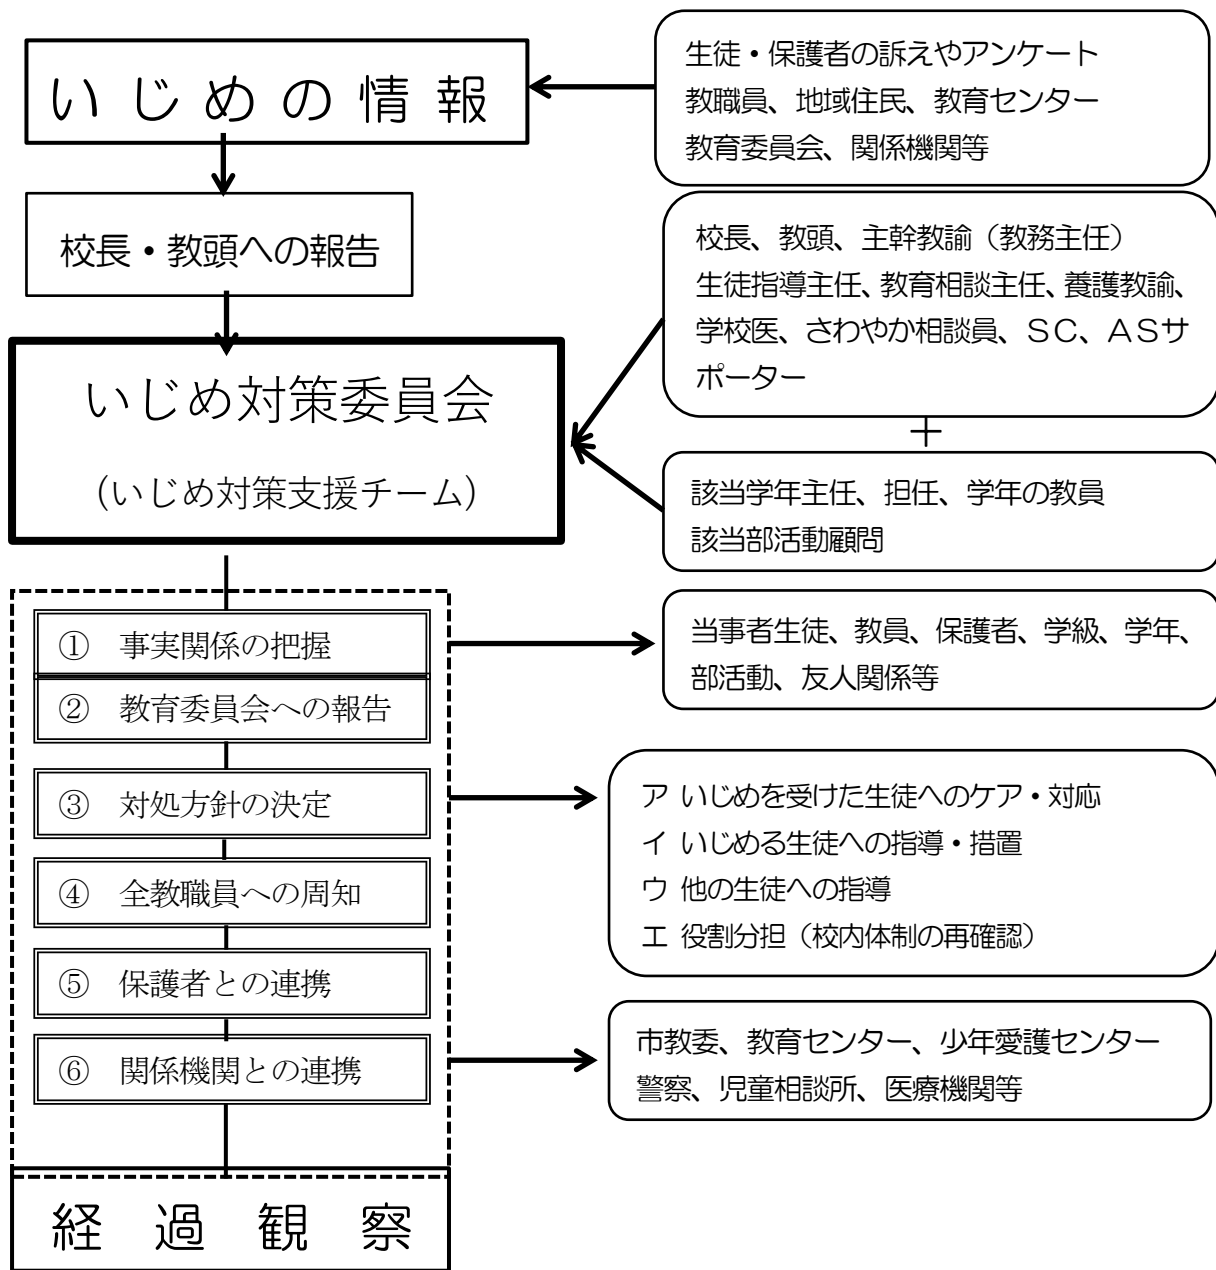 いじめの情報
生徒・保護者の訴えやアンケート
教職員、地域住民、教育センター
教育委員会、関係機関等
校長・教頭への報告
校長、教頭、主幹教諭（教務主任）
生徒指導主任、教育相談主任、養護教諭、
学校医、さわやか相談員、ＳＣ、ＡＳサ
ポーター
＋
該当学年主任、担任、学年の教員
該当部活動顧問
いじめ対策委員会
（いじめ対策支援チーム）
① 事実関係の把握
当事者生徒、教員、保護者、学級、学年、
部活動、友人関係等
② 教育委員会への報告
③ 対処方針の決定
ア いじめを受けた生徒へのケア・対応
イ いじめる生徒への指導・措置
ウ 他の生徒への指導
エ 役割分担（校内体制の再確認）
④ 全教職員への周知
⑤ 保護者との連携
⑥ 関係機関との連携
市教委、教育センター、少年愛護センター
警察、児童相談所、医療機関等
経過観察